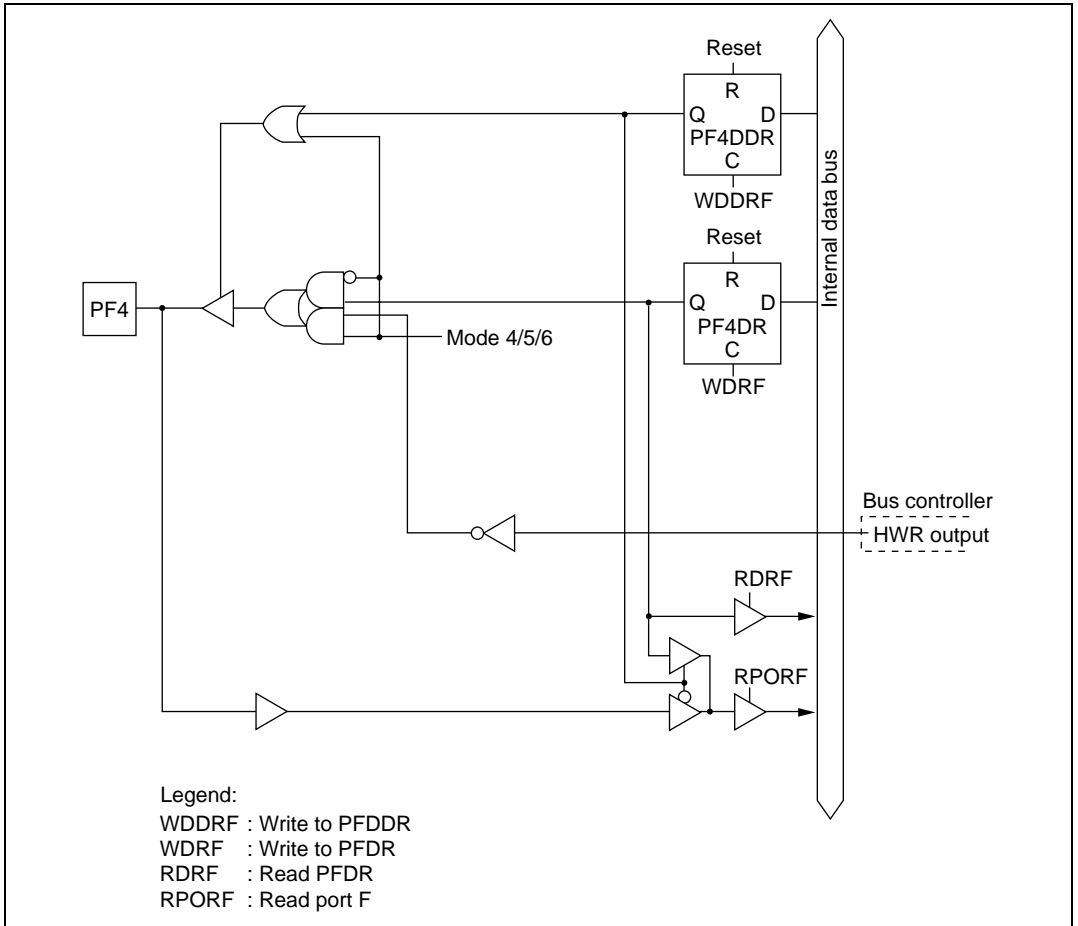 Reset
R
Q D
PF4DDR
C
WDDRF
Internal data bus
Reset
R
Q D
PF4DR
C
WDRF
PF4
Mode 4/5/6
Bus controller
HWR output
RDRF
RPORF
Legend:
WDDRF : Write to PFDDR
WDRF : Write to PFDR
RDRF : Read PFDR
RPORF : Read port F